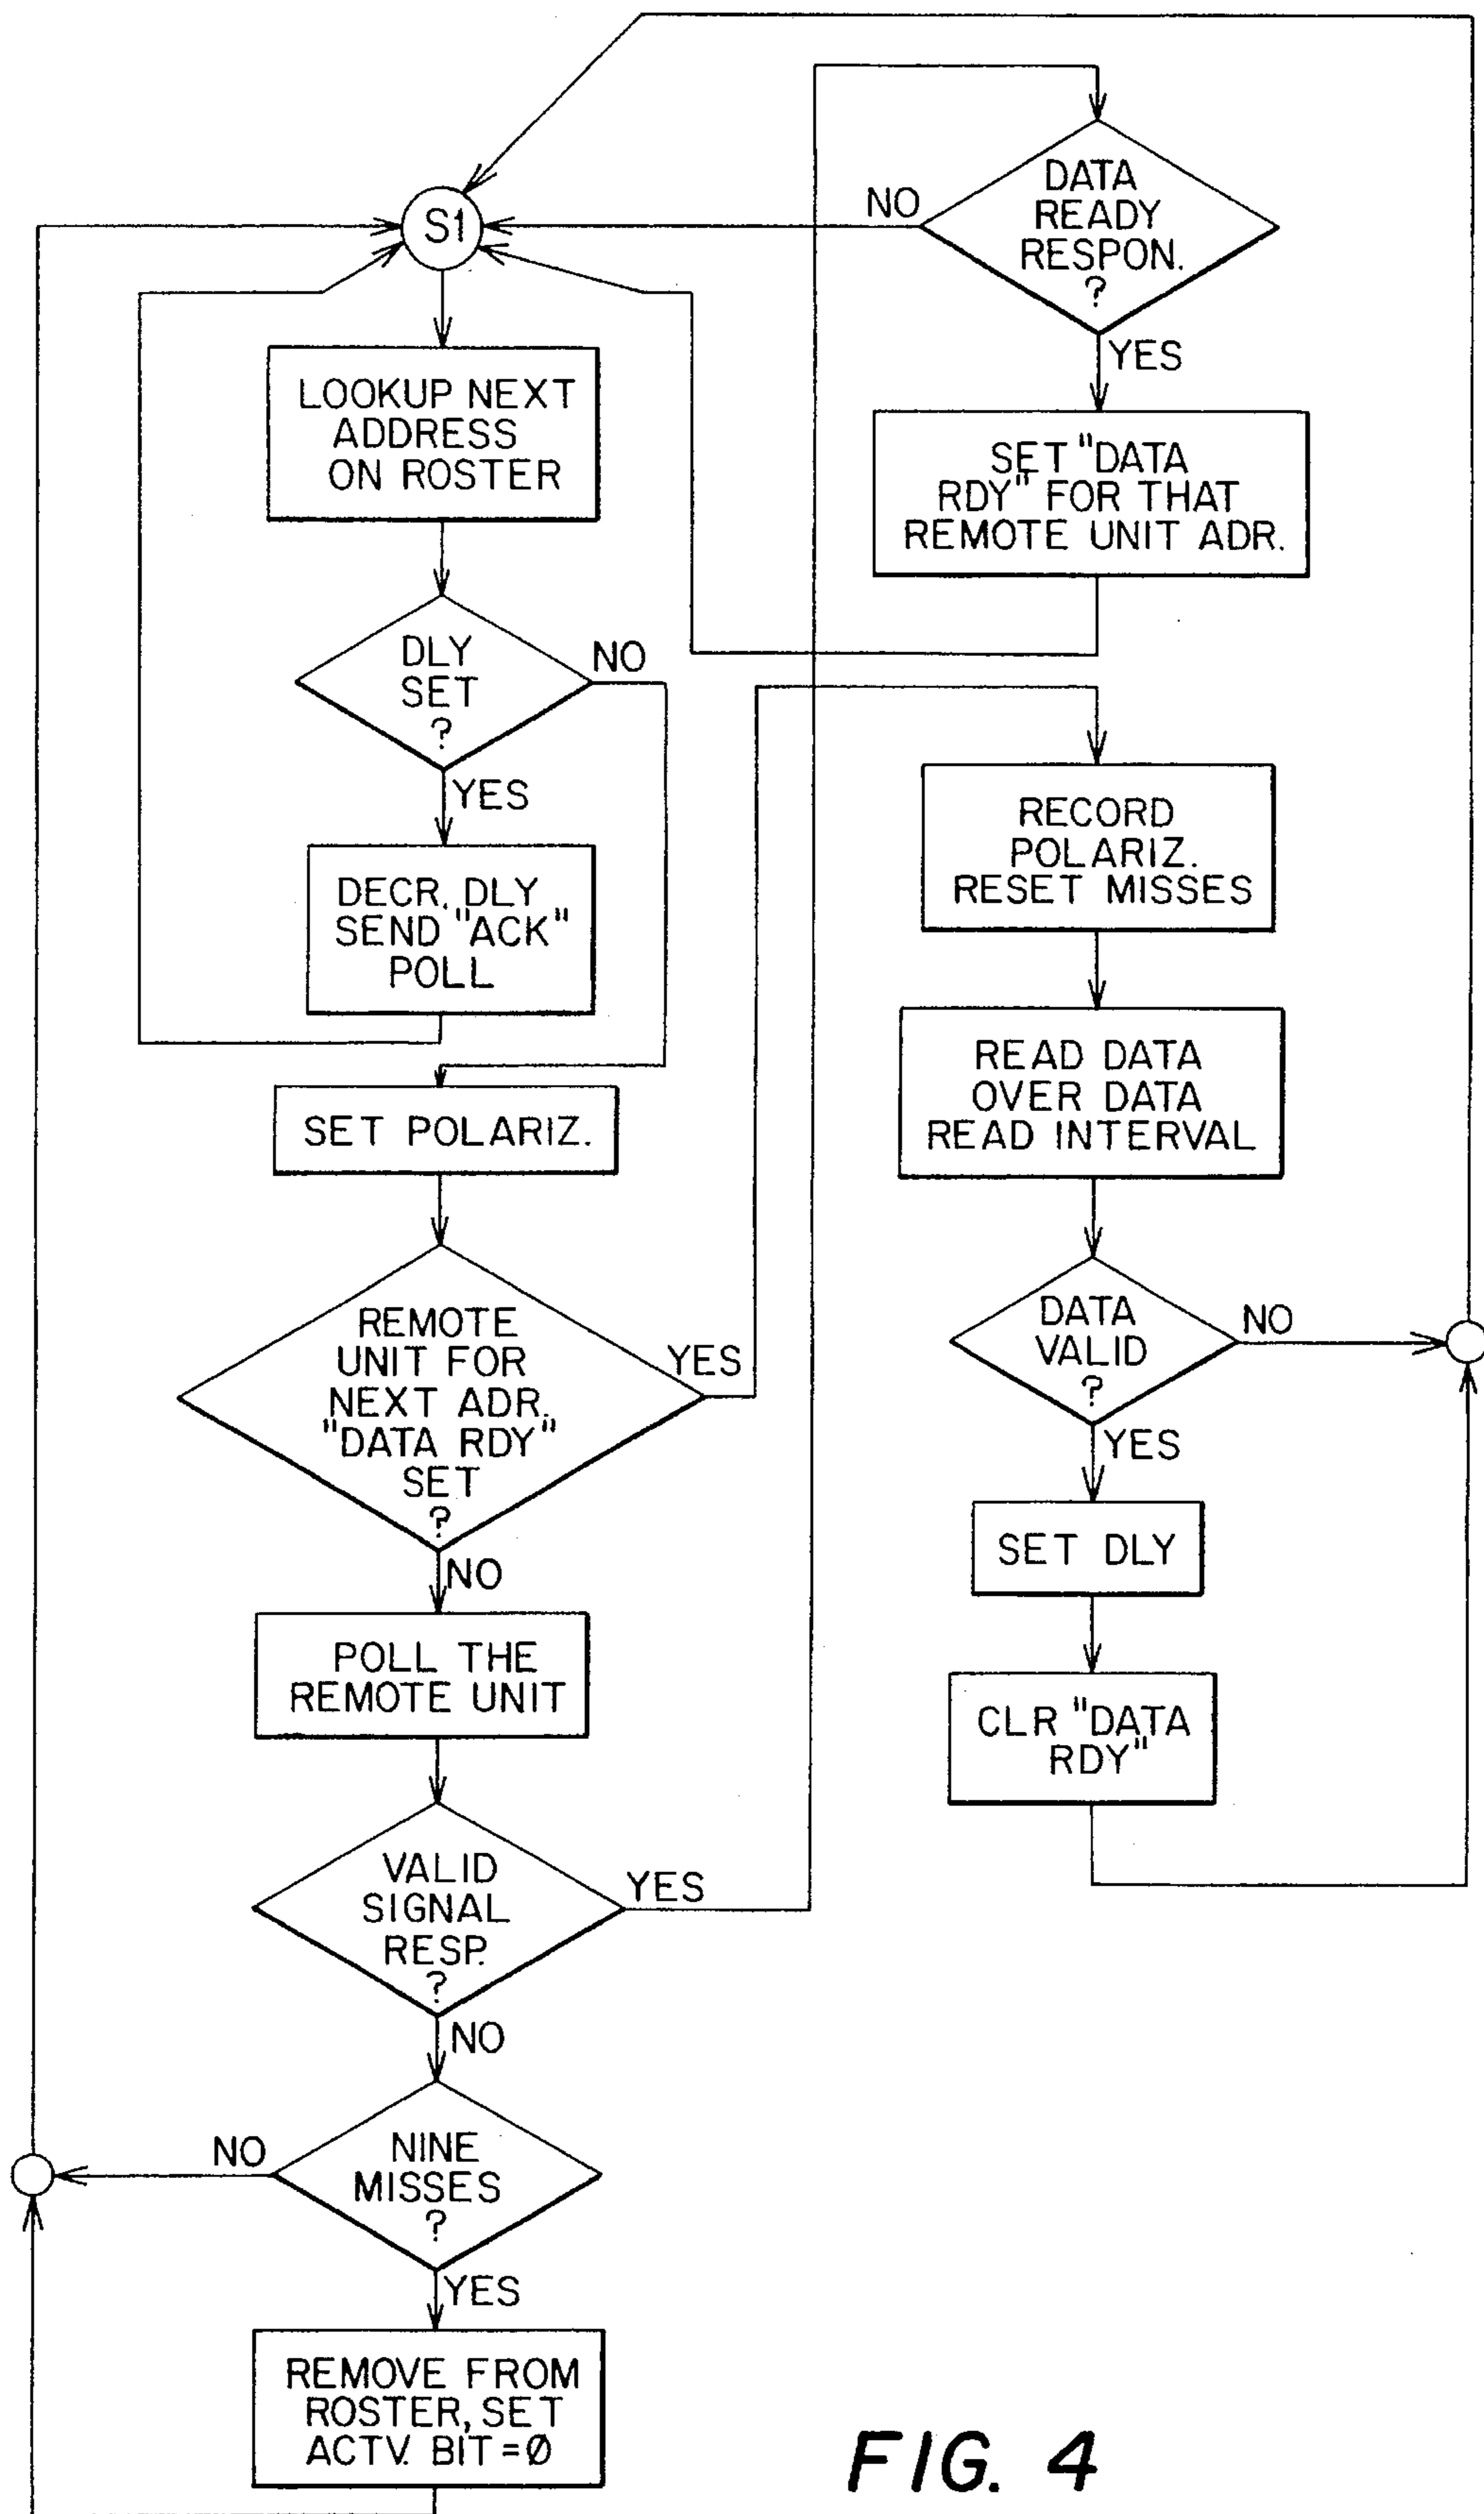 S1
LOOKUP NEXT
ADDRESS
ON ROSTER
DLY
SET
?
NO
YES
DECR. DLY
SEND "ACK"
POLL
SET POLARIZ.
REMOTE
UNIT FOR
NEXT ADR.
"DATA RDY"
SET
?
YES
NO
POLL THE
REMOTE UNIT
VALID
SIGNAL
RESP.
?
YES
NO
NINE
MISSES
?
NO
YES
REMOVE FROM
ROSTER, SET
ACTV. BIT=Ø
DATA
READY
RESPON.
?
NO
YES
SET "DATA
RDY" FOR THAT
REMOTE UNIT ADR.
RECORD
POLARIZ.
RESET MISSES
READ DATA
OVER DATA
READ INTERVAL
DATA
VALID
?
NO
YES
SET DLY
CLR "DATA
RDY"
FIG. 4